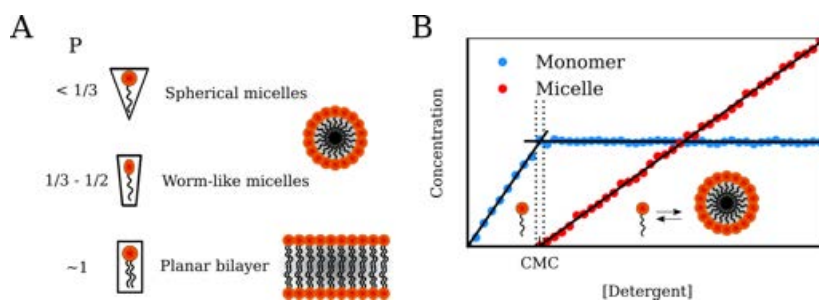 A
P
< 1/3
Spherical micelles
1/3 - 1/2
Worm-like micelles
~1
Planar bilayer
B
Monomer
Micelle
Concentration
CMC
[Detergent]